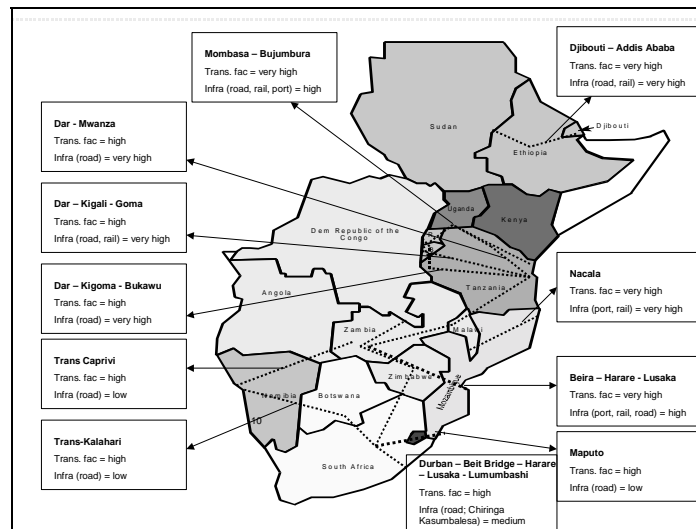 Mombasa – Bujumbura
Trans. fac = very high
Infra (road, rail, port) = high
Djibouti – Addis Ababa
Trans. fac = very high
Infra (road, rail) = very high
Dar - Mwanza
Trans. fac = high
Infra (road) = very high
Dar – Kigali - Goma
Trans. fac = high
Infra (road, rail) = very high
Dar – Kigoma - Bukawu
Trans. fac = high
Infra (road) = very high
Trans Caprivi
Trans. fac = high
Infra (road) = low
Trans-Kalahari
Trans. fac = high
Infra (road) = low
Sudan
Djibouti
Ethiopia
Uganda
Kenya
Dem Republic of the
Congo
Tanzania
Angola
Zambia
Malawi
Zimbabwe
Mozambique
Namibia
Botswana
10
South Africa
Nacala
Trans. fac = very high
Infra (port, rail) = very high
Beira – Harare - Lusaka
Trans. fac = very high
Infra (port, rail, road) = high
Maputo
Trans. fac = high
Infra (road) = low
Durban – Beit Bridge – Harare
– Lusaka - Lumumbashi
Trans. fac = high
Infra (road; Chiringa
Kasumbalesa) = medium